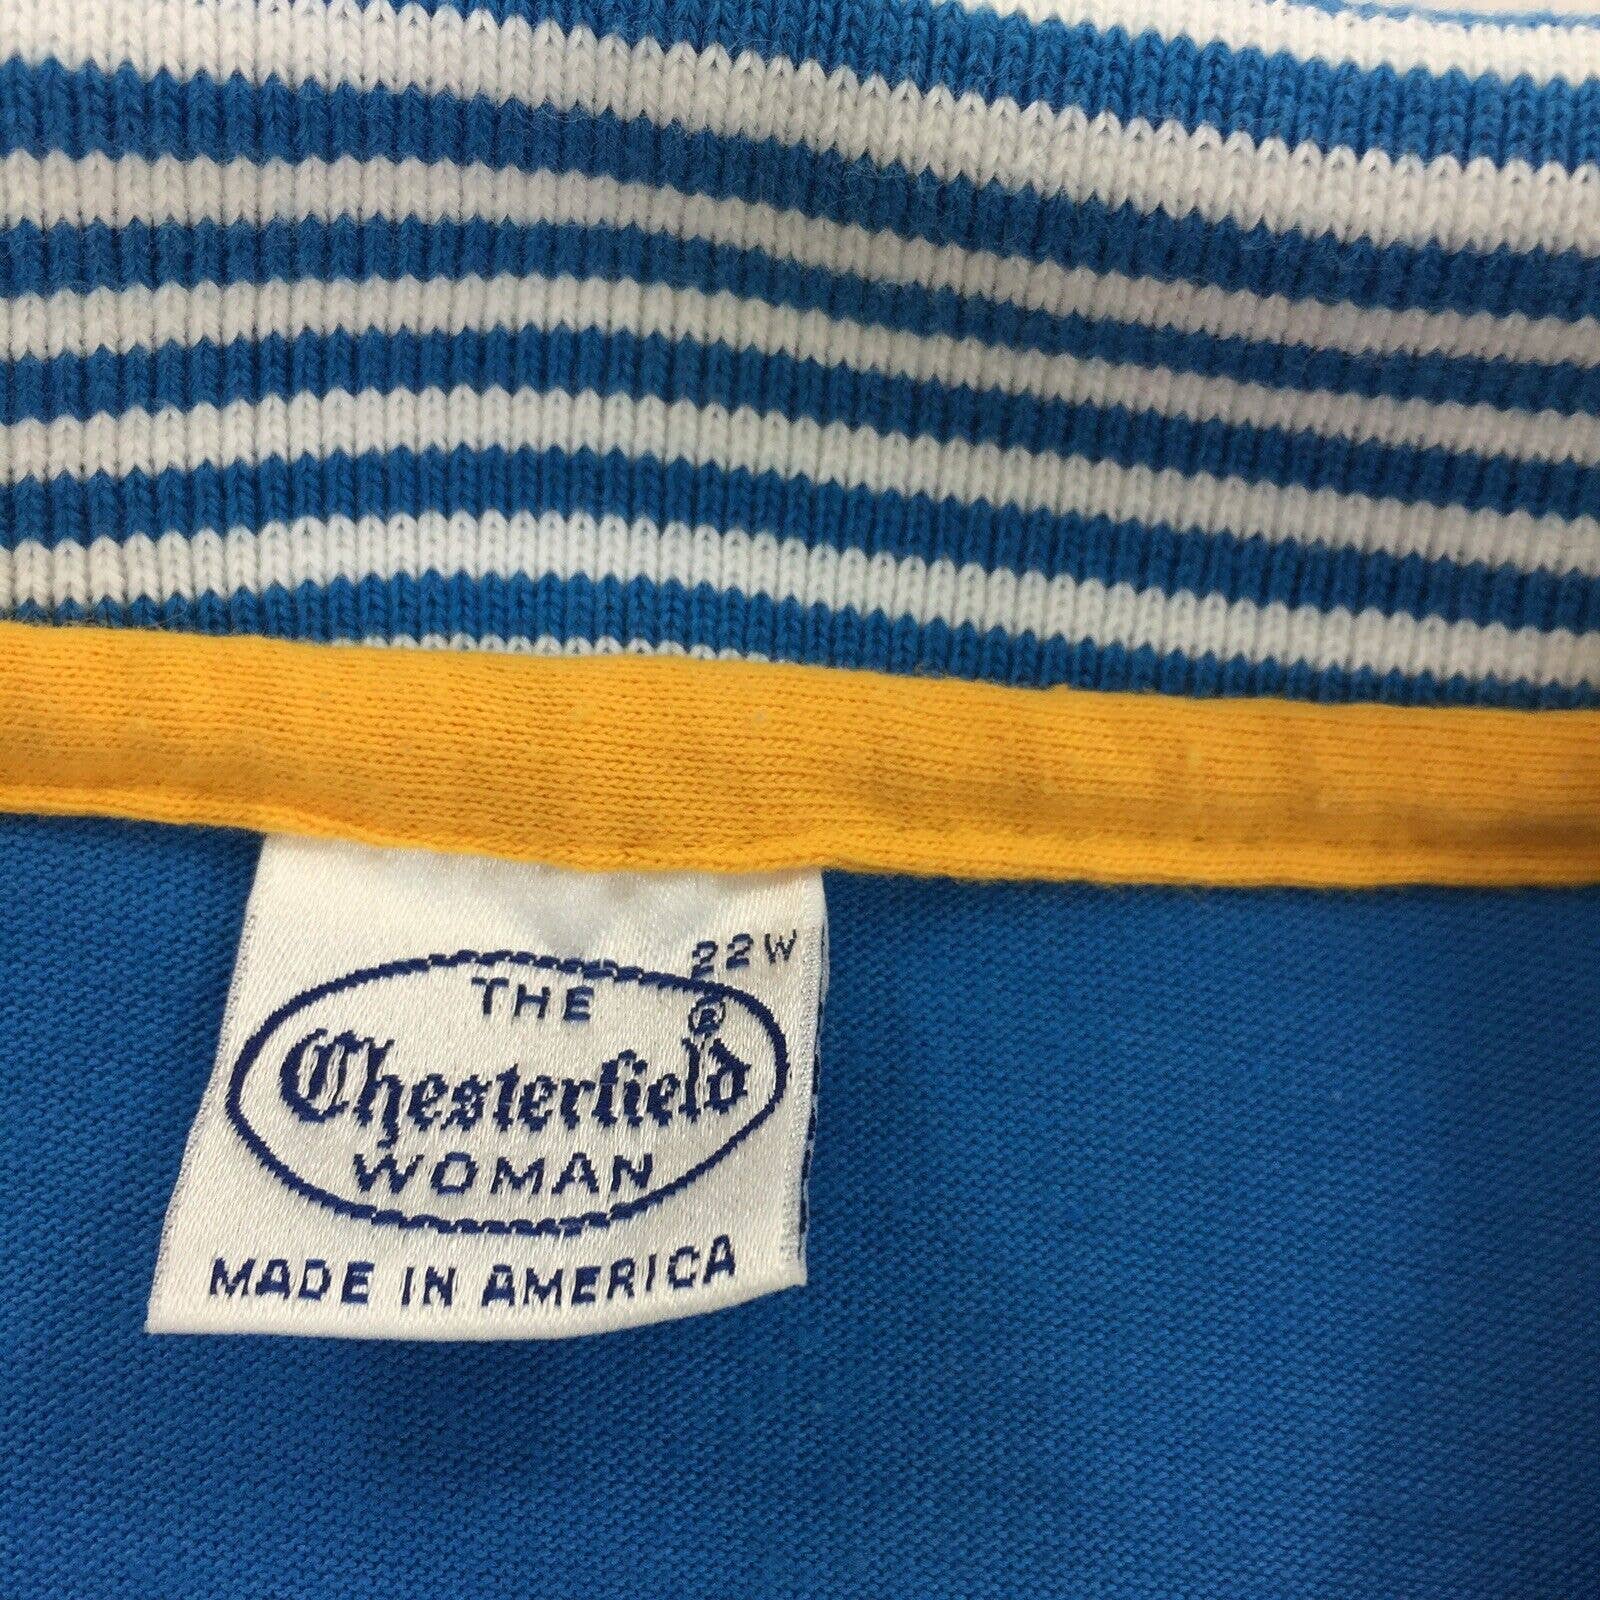 22W
THE
Chesterfield ®
WOMAN
MADE IN AMERICA